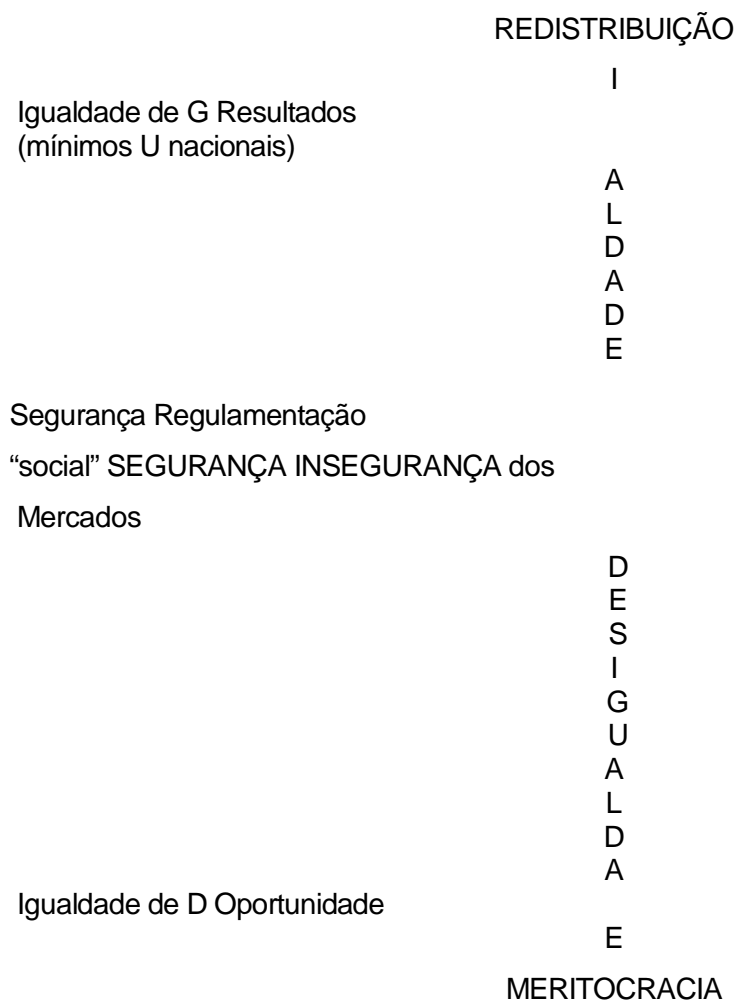 REDISTRIBUIÇÃO
I
Igualdade de G Resultados
(mínimos U nacionais)
A
L
D
A
D
E
Segurança Regulamentação
“social” SEGURANÇA INSEGURANÇA dos
Mercados
D
E
S
I
G
U
A
L
D
A
Igualdade de D Oportunidade
E
MERITOCRACIA